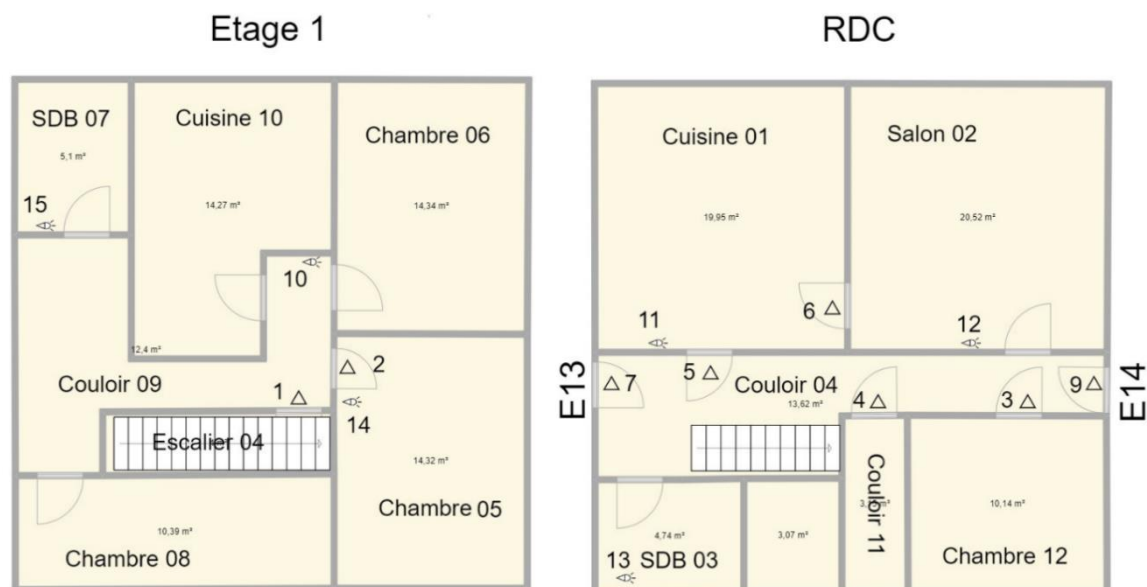 Etage 1
RDC
SDB 07
5,1 m²
15
Cuisine 10
14,27 m²
10
Chambre 06
14,34 m²
12,4 m²
Couloir 09
1
2
14
Escalier 04
14,32 m²
Chambre 05
10,39 m²
Chambre 08
Cuisine 01
19,95 m²
6
11
Salon 02
20,52 m²
12
E13
7
5
Couloir 04
13,62 m²
4
3
9
E14
4,74 m²
13 SDB 03
3,07 m²
Couloir 11
10,14 m²
Chambre 12